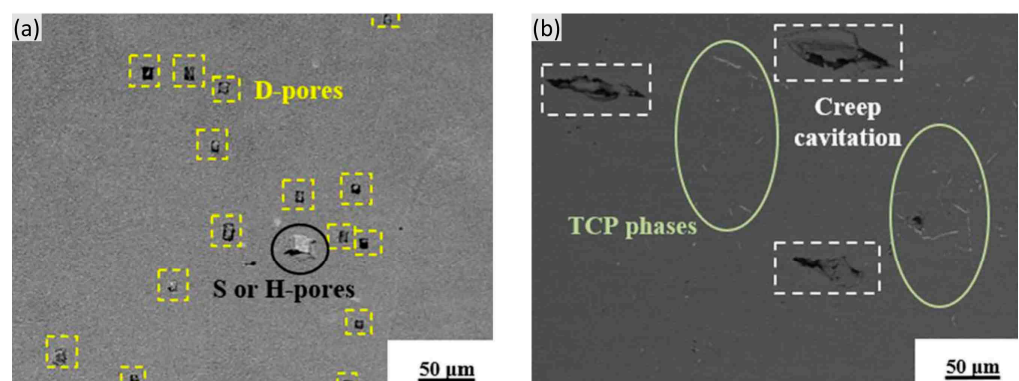 (a)
D-pores
S or H-pores
50 μm
(b)
Creep
cavitation
TCP phases
50 μm